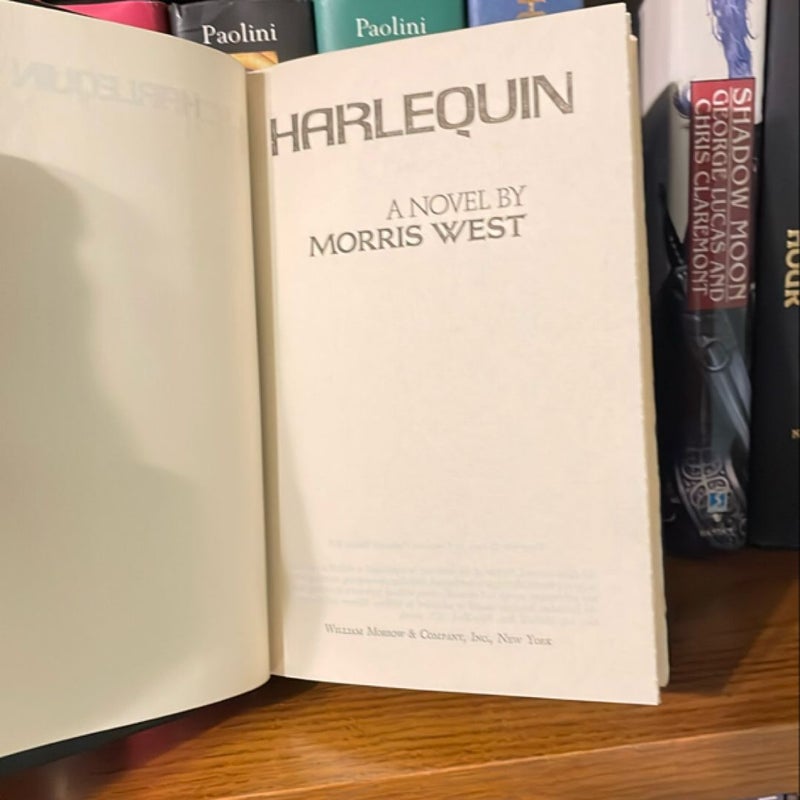 Paolini
Paolini
HARLEQUIN
A NOVEL BY
MORRIS WEST
WILLIAM MORROW & COMPANY, INC., NEW YORK
SHADOW MOON
GEORGE LUCAS AND
CHRIS CLAREMONT
HOUR